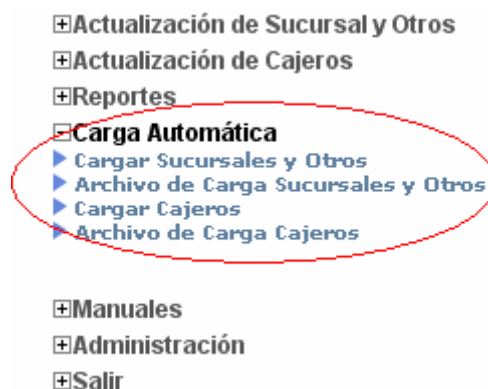 Actualización de Sucursal y Otros
Actualización de Cajeros
Reportes
Carga Automática
Cargar Sucursales y Otros
Archivo de Carga Sucursales y Otros
Cargar Cajeros
Archivo de Carga Cajeros
Manuales
Administración
Salir